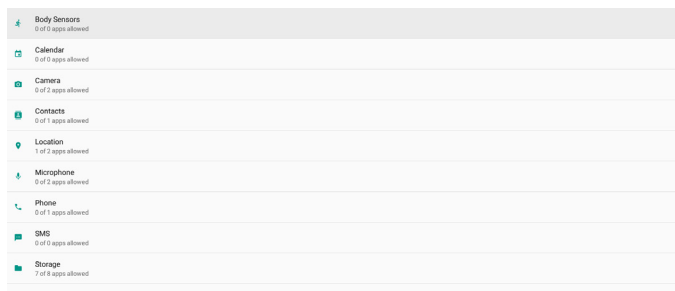 Body Sensors
0 of 0 apps allowed
Calendar
0 of 0 apps allowed
Camera
0 of 2 apps allowed
Contacts
0 of 1 apps allowed
Location
1 of 2 apps allowed
Microphone
0 of 2 apps allowed
Phone
0 of 1 apps allowed
SMS
0 of 0 apps allowed
Storage
7 of 8 apps allowed